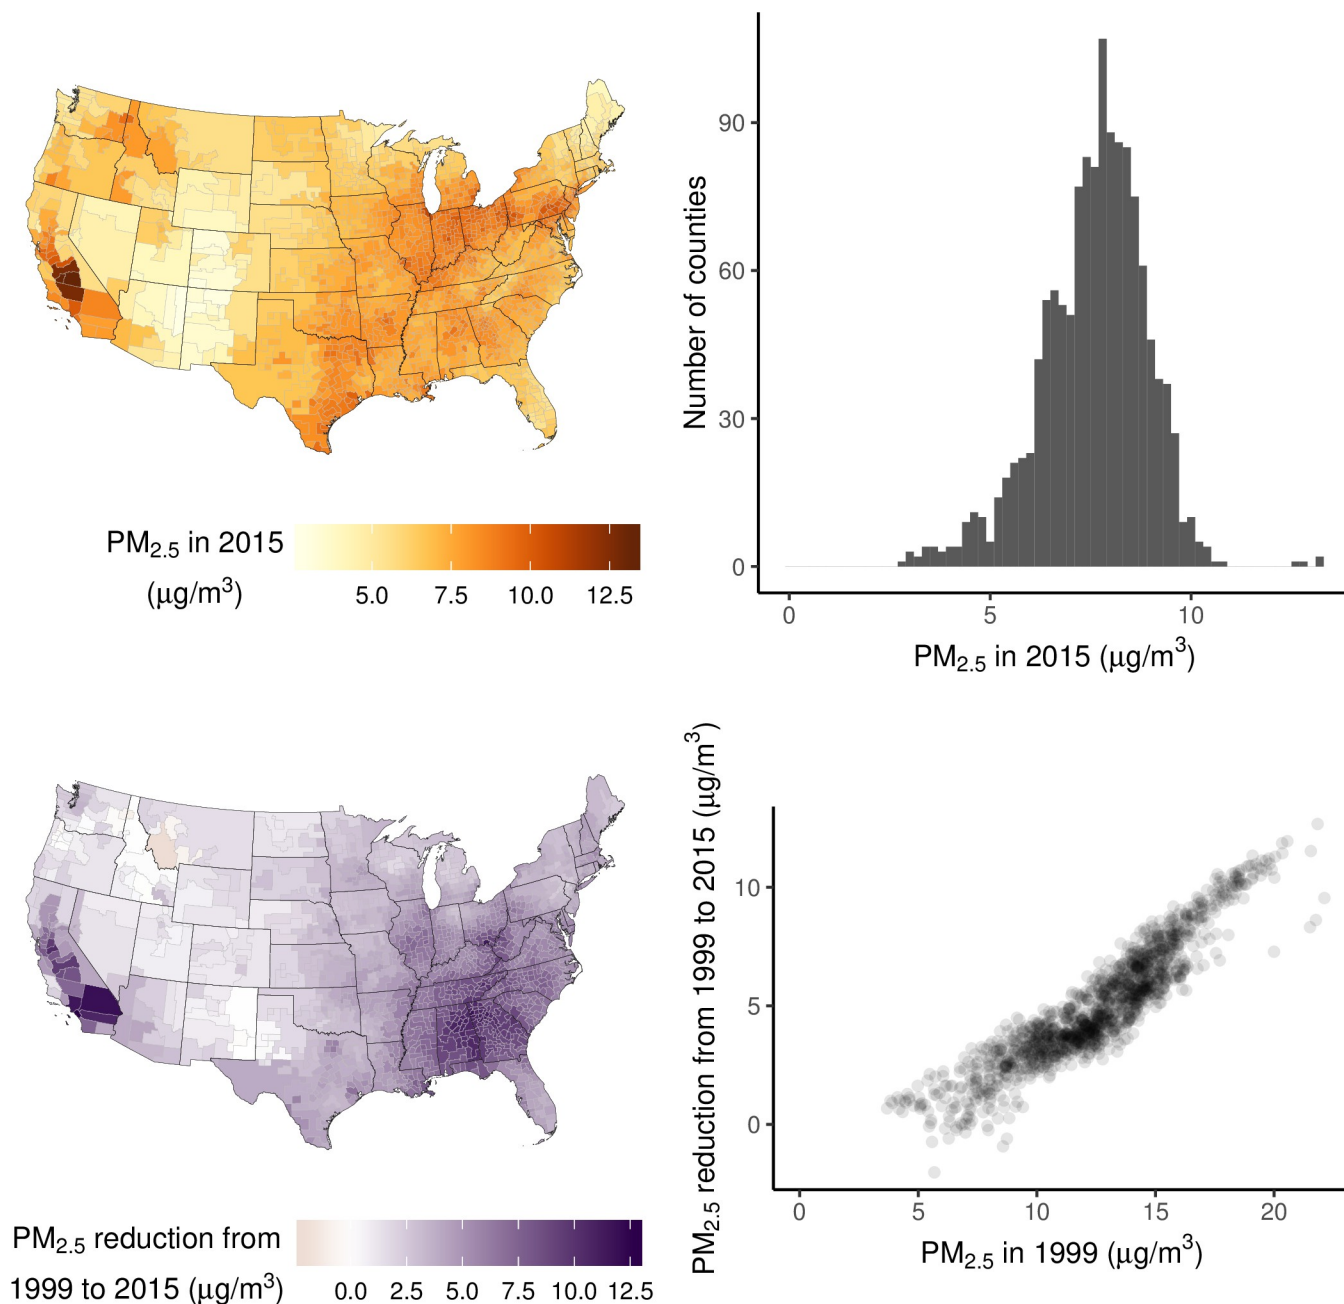 PM2.5 in 2015
(μg/m³)
5.0 7.5 10.0 12.5
Number of counties
90
60
30
0
0 5 10
PM2.5 in 2015 (μg/m³)
PM2.5 reduction from
1999 to 2015 (μg/m³)
0.0 2.5 5.0 7.5 10.0 12.5
PM2.5 reduction from 1999 to 2015 (μg/m³)
10
5
0
0 5 10 15 20
PM2.5 in 1999 (μg/m³)